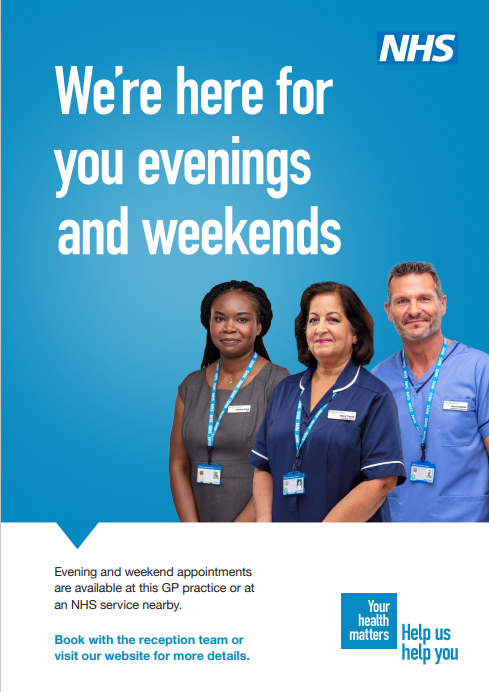 NHS
We're here for
you evenings
and weekends
Evening and weekend appointments
are available at this GP practice or at
an NHS service nearby.
Book with the reception team or
visit our website for more details.
Your
health
matters
Help us
help you